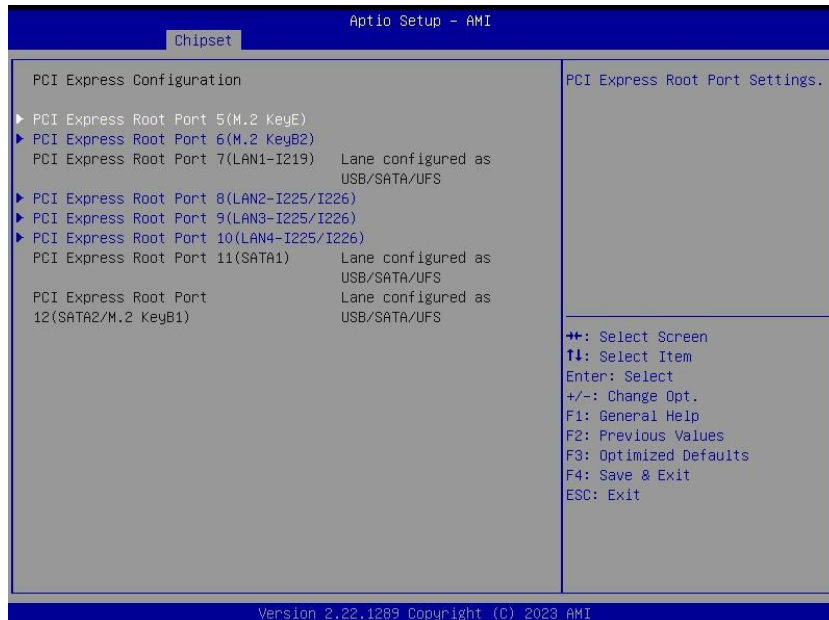 Aptio Setup – AMI
Chipset
PCI Express Configuration
PCI Express Root Port 5(M.2 KeyE)
PCI Express Root Port 6(M.2 KeyB2)
PCI Express Root Port 7(LAN1-I219) Lane configured as
USB/SATA/UFS
PCI Express Root Port 8(LAN2-I225/I226)
PCI Express Root Port 9(LAN3-I225/I226)
PCI Express Root Port 10(LAN4-I225/I226)
PCI Express Root Port 11(SATA1) Lane configured as
USB/SATA/UFS
PCI Express Root Port Lane configured as
12(SATA2/M.2 KeyB1) USB/SATA/UFS
PCI Express Root Port Settings.
→←: Select Screen
↑↓: Select Item
Enter: Select
+/-: Change Opt.
F1: General Help
F2: Previous Values
F3: Optimized Defaults
F4: Save & Exit
ESC: Exit
Version 2.22.1289 Copyright (C) 2023 AMI